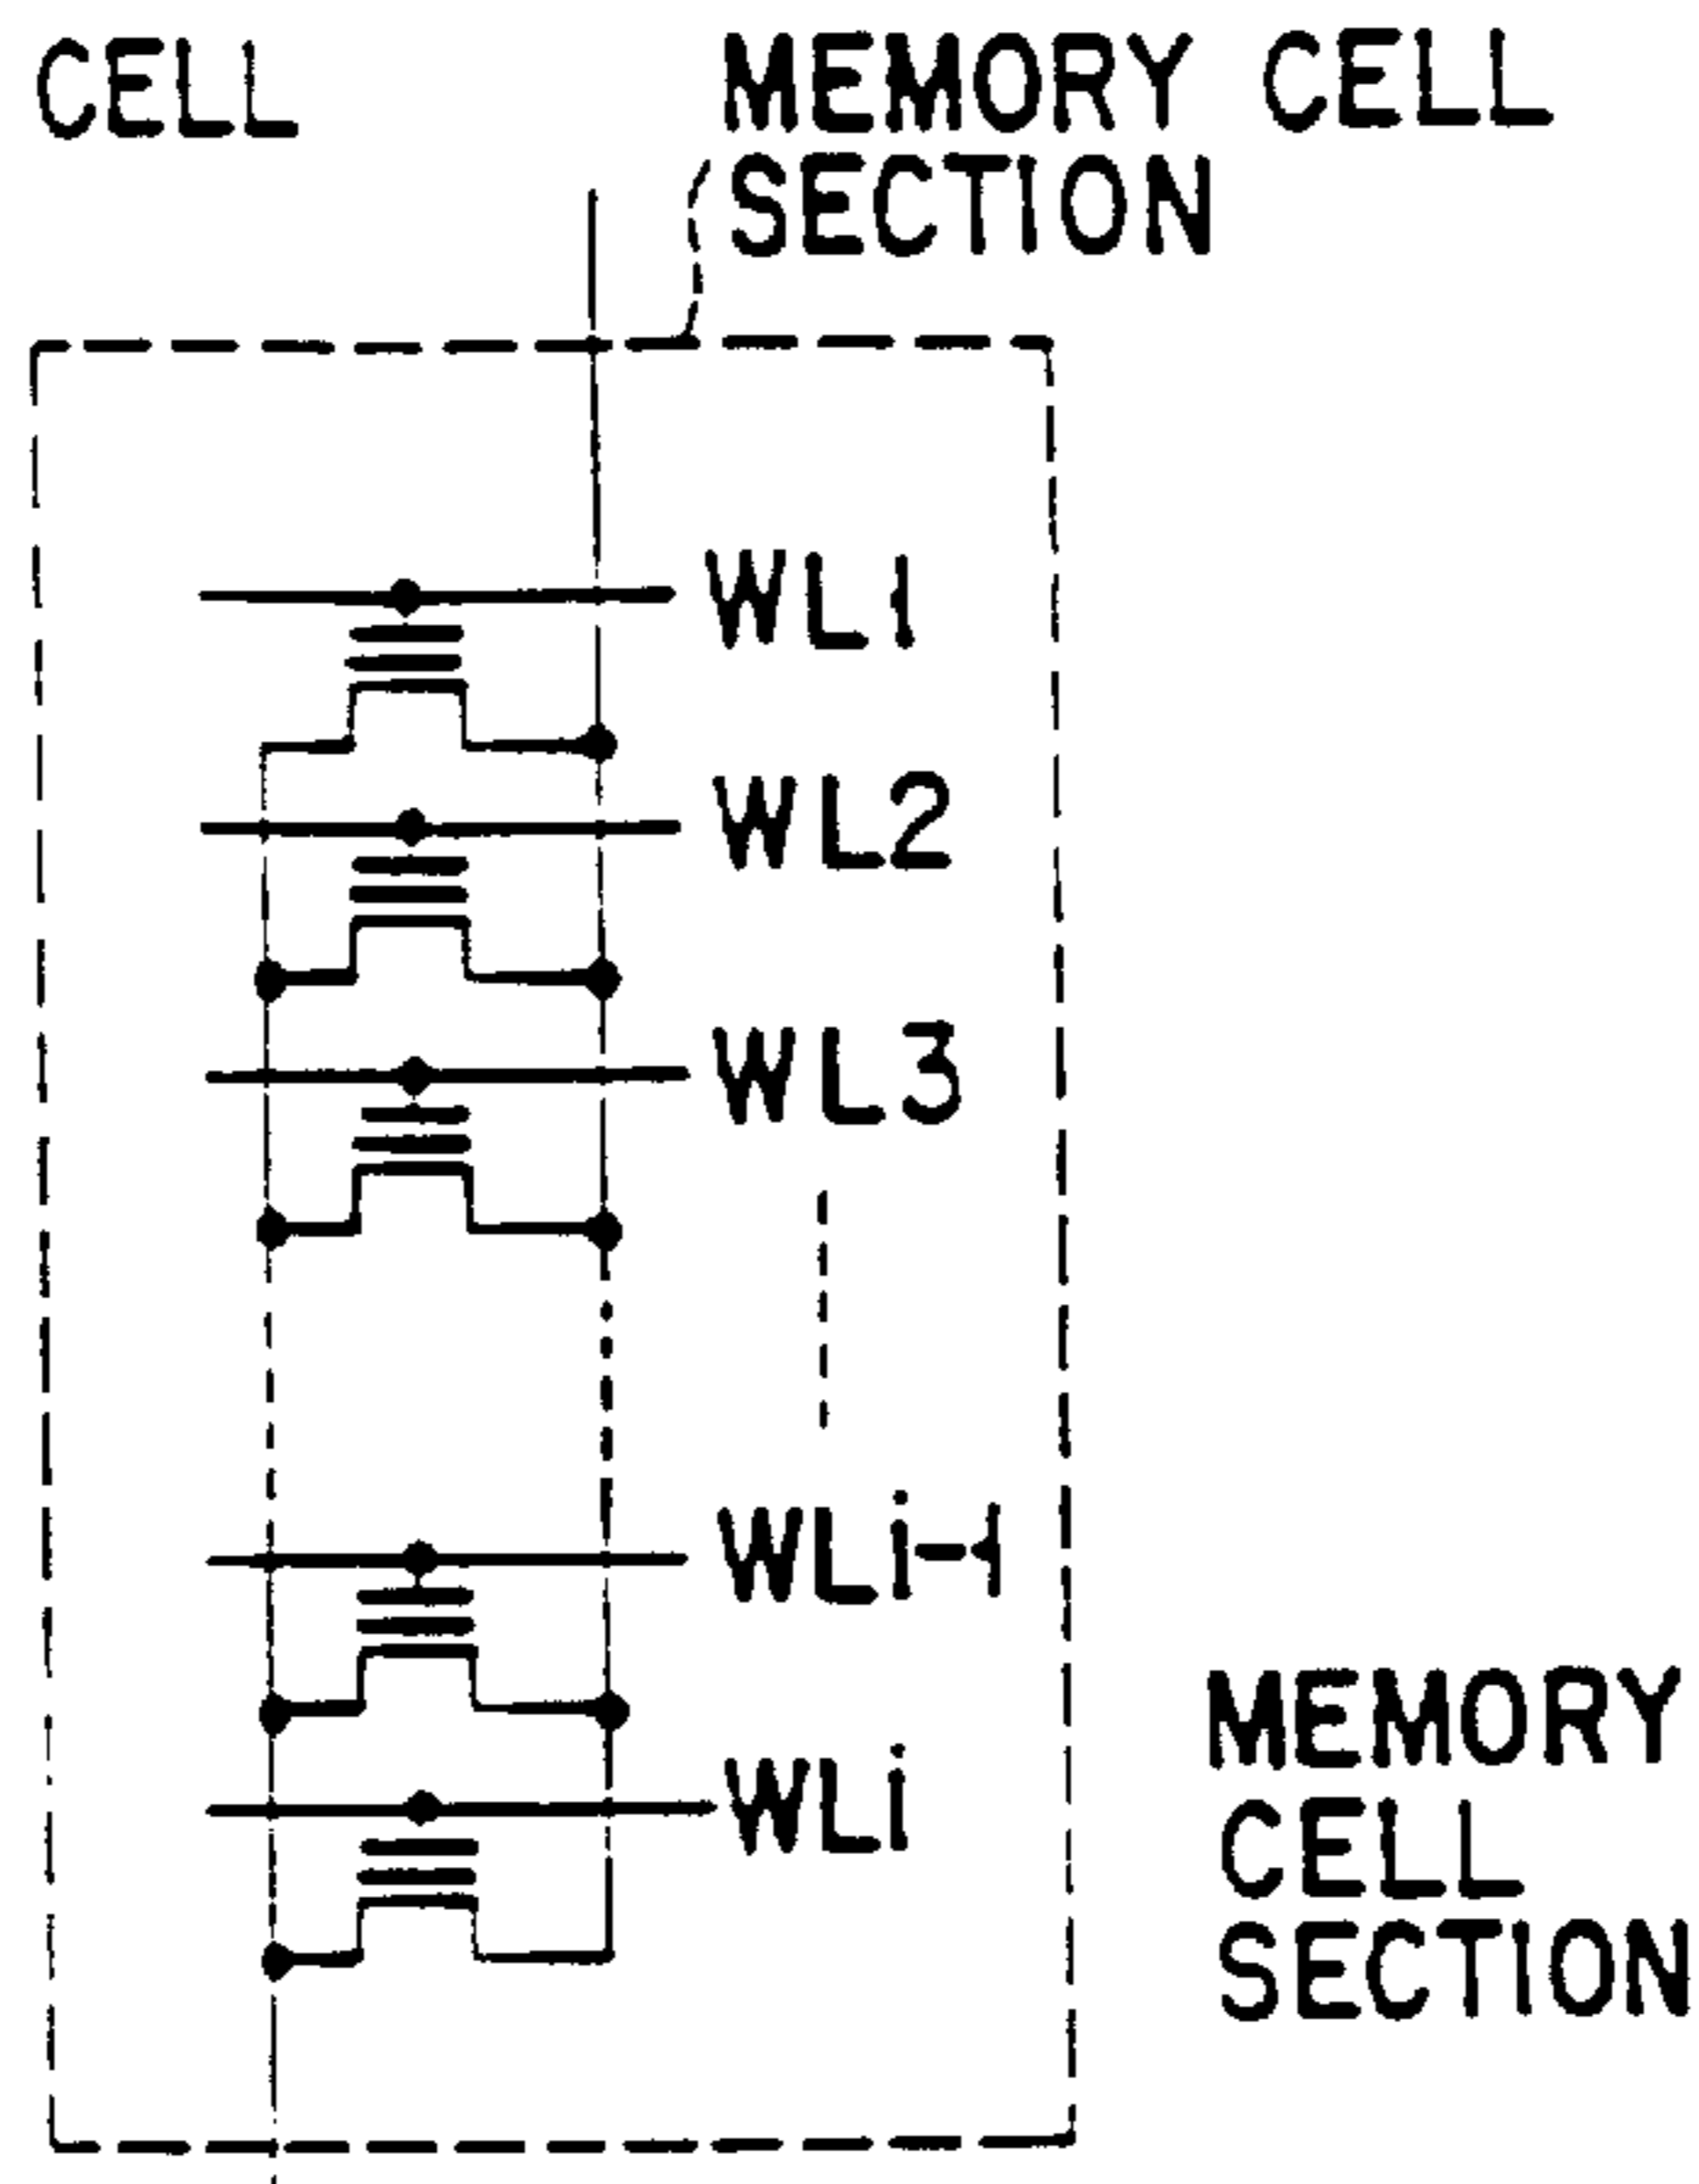 CELL
MEMORY CELL
SECTION
WL1
WL2
WL3
WLi-1
WLi
MEMORY
CELL
SECTION